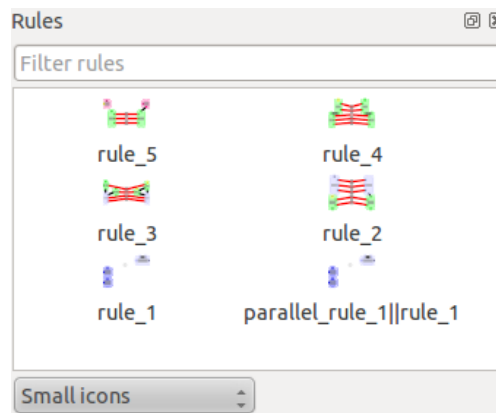 Rules
Filter rules
rule_5 rule_4
rule_3 rule_2
rule_1 parallel_rule_1||rule_1
Small icons